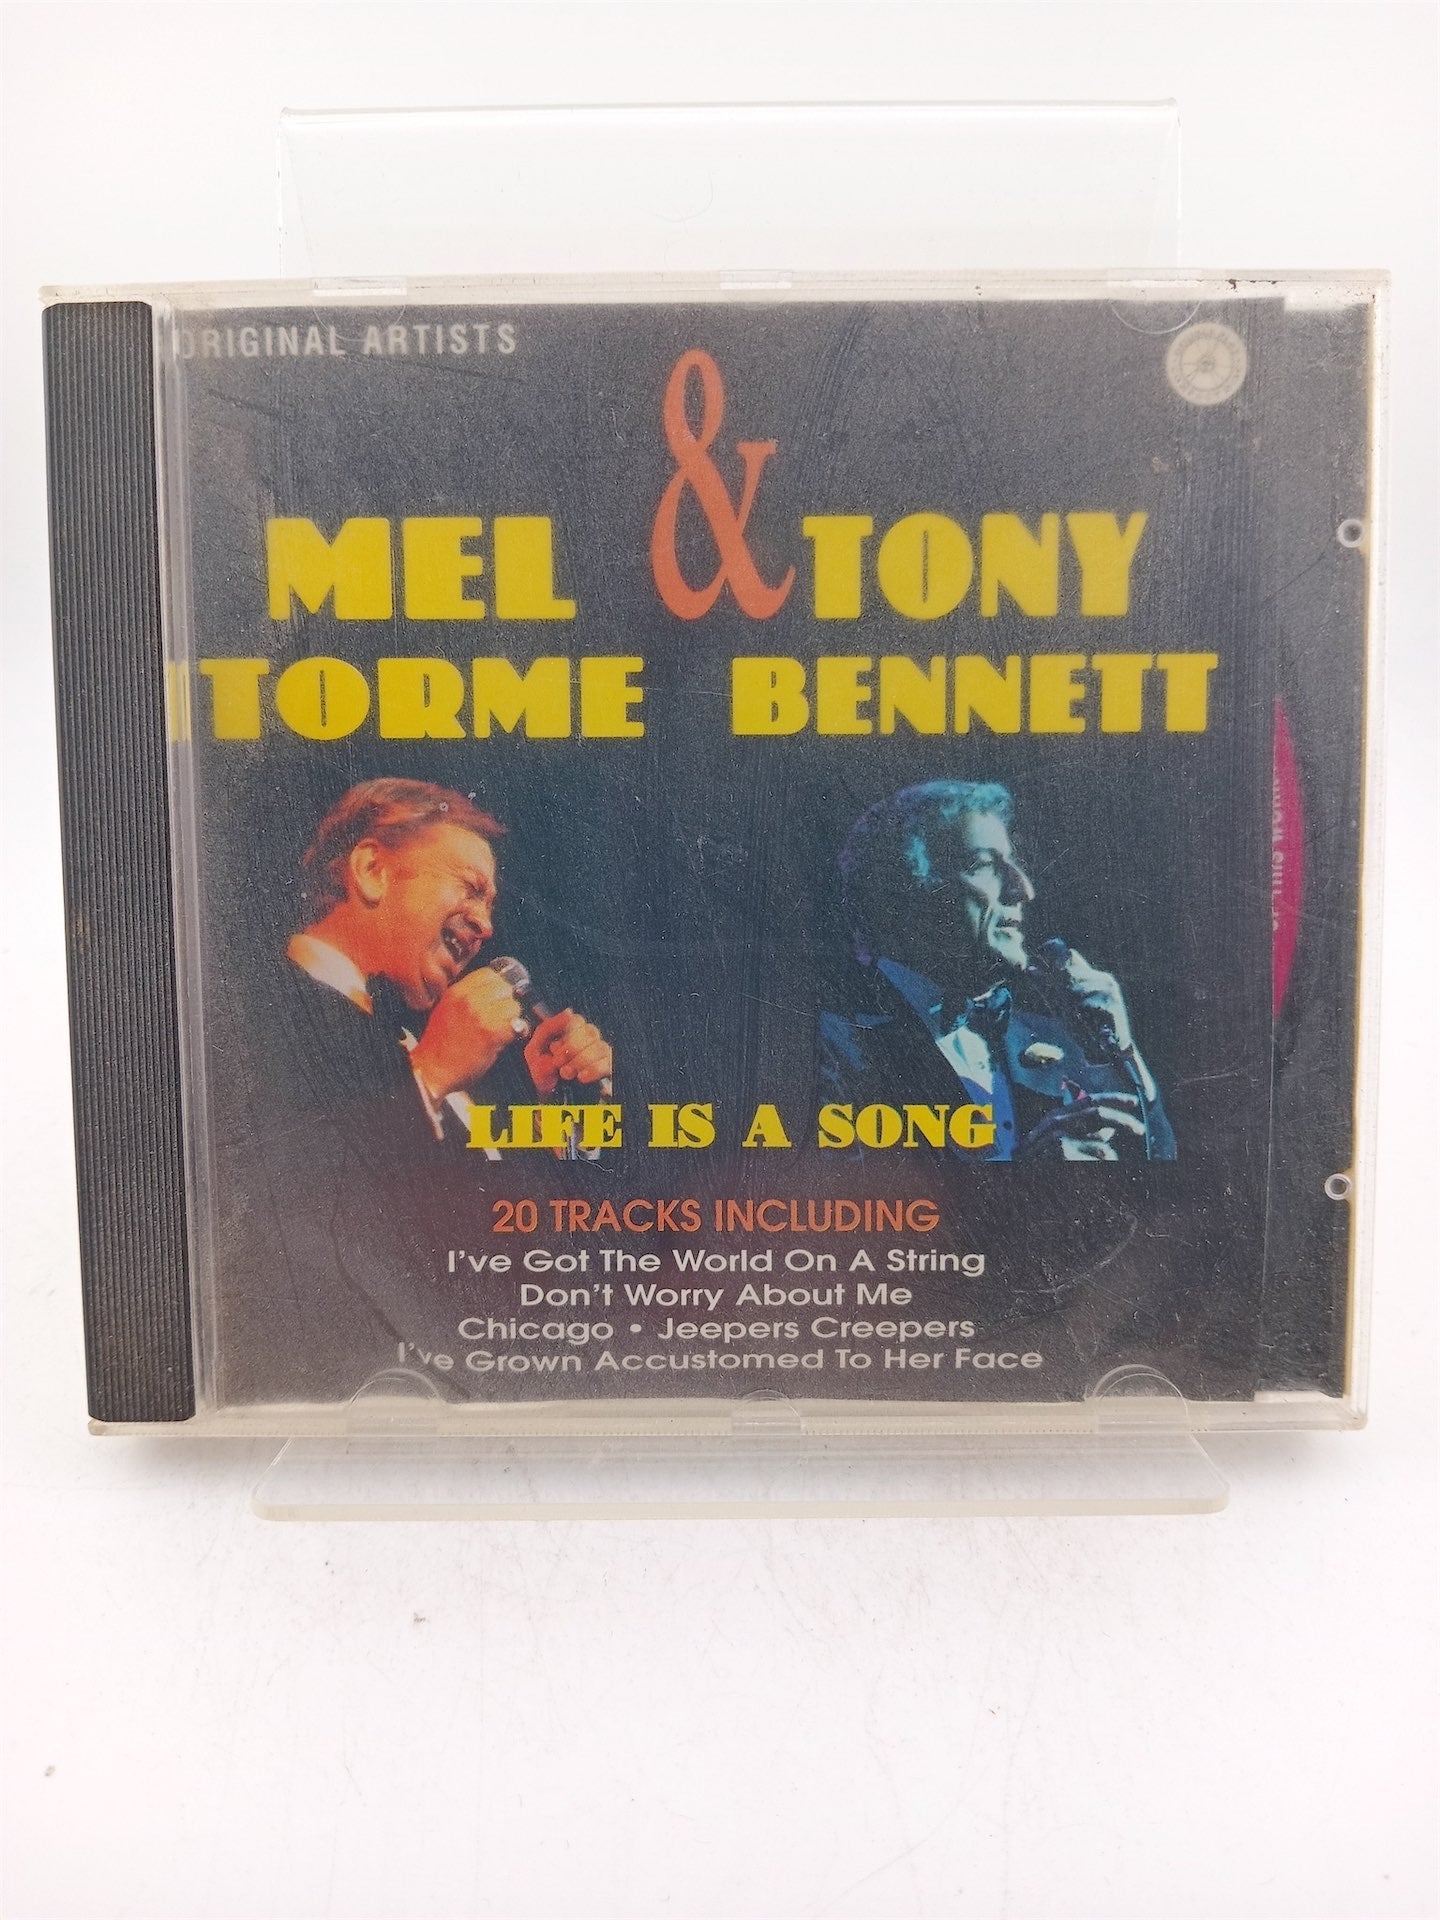 ORIGINAL ARTISTS
MEL & TONY
TORME BENNETT
LIFE IS A SONG
20 TRACKS INCLUDING
I've Got The World On A String
Don't Worry About Me
Chicago • Jeepers Creepers
I've Grown Accustomed To Her Face